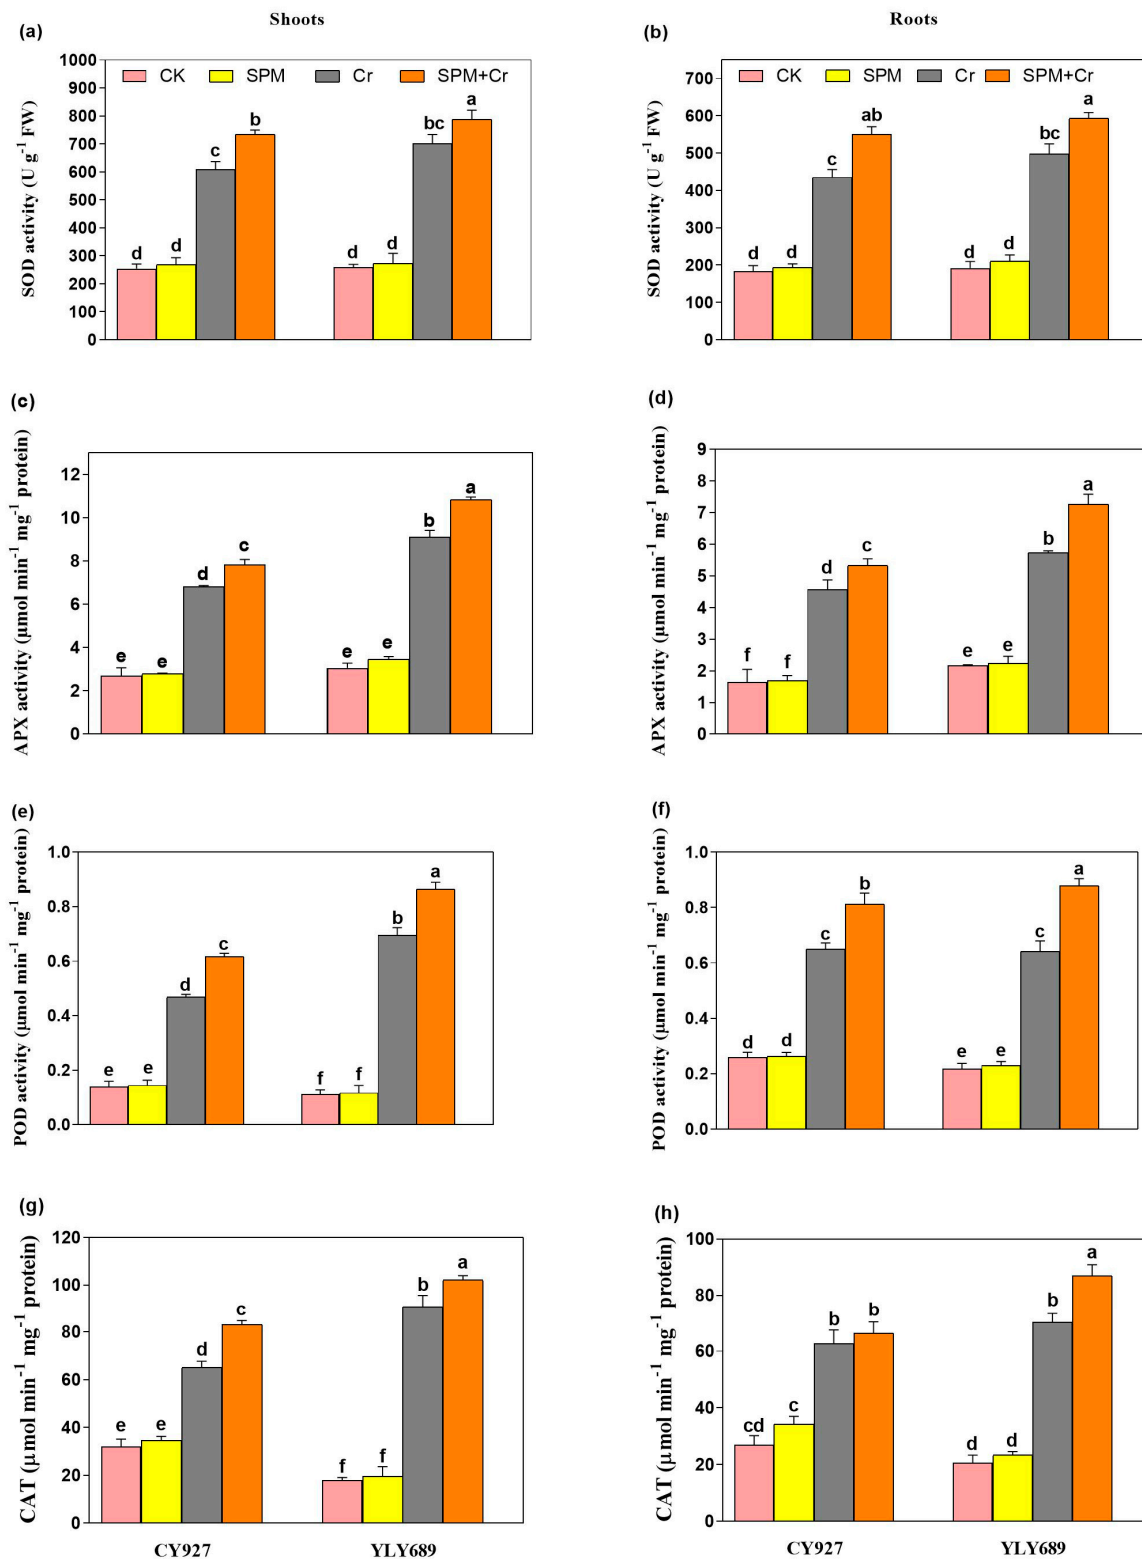 Shoots
Roots
(a)
1000
900
800
700
600
500
400
300
200
100
0
SOD activity (U g⁻¹ FW)
CK SPM Cr SPM+Cr
d d c b
d d bc a
(b)
700
600
500
400
300
200
100
0
SOD activity (U g⁻¹ FW)
CK SPM Cr SPM+Cr
d d c ab
d d bc a
(c)
12
10
8
6
4
2
0
APX activity (μmol min⁻¹ mg⁻¹ protein)
e e d c
e e b a
(d)
9
8
7
6
5
4
3
2
1
0
APX activity (μmol min⁻¹ mg⁻¹ protein)
f f d c
e e b a
(e)
1.0
0.8
0.6
0.4
0.2
0.0
POD activity (μmol min⁻¹ mg⁻¹ protein)
e e d c
f f b a
(f)
1.0
0.8
0.6
0.4
0.2
0.0
POD activity (μmol min⁻¹ mg⁻¹ protein)
d d c b
e e c a
(g)
120
100
80
60
40
20
0
CAT (μmol min⁻¹ mg⁻¹ protein)
e e d c
f f b a
CY927 YLY689
(h)
100
80
60
40
20
0
CAT (μmol min⁻¹ mg⁻¹ protein)
cd c b b
d d b a
CY927 YLY689